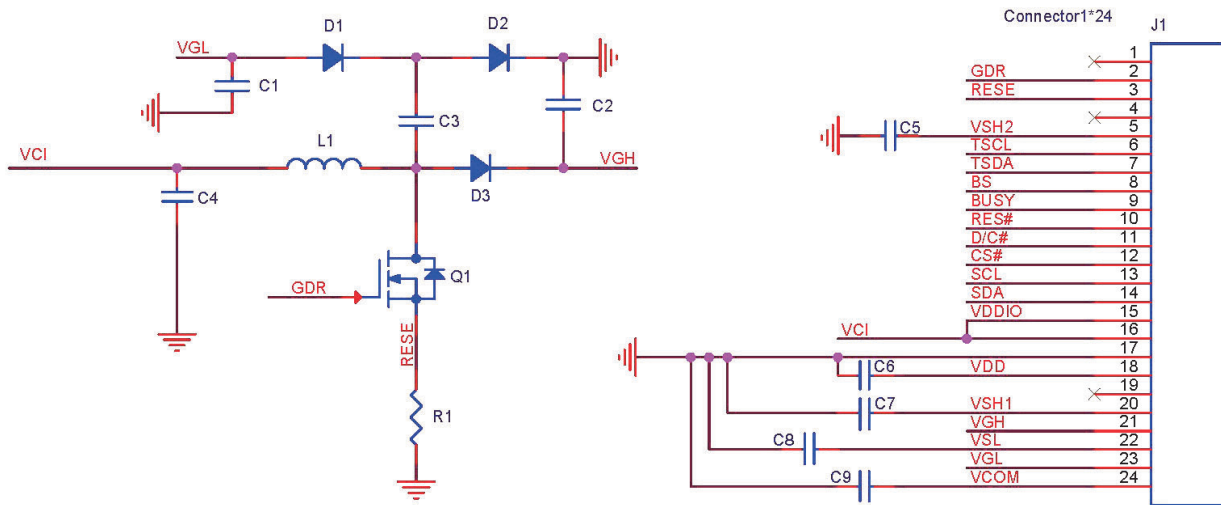 Connector1*24
J1
D1
D2
VGL
C1
C2
C3
L1
VCI
VGH
D3
C4
Q1
GDR
RESE
R1
1
GDR 2
RESE 3
4
C5 VSH2 5
TSCL 6
TSDA 7
BS 8
BUSY 9
RES# 10
D/C# 11
CS# 12
SCL 13
SDA 14
VDDIO 15
VCI 16
17
C6 VDD 18
19
C7 VSH1 20
VGH 21
C8 VSL 22
VGL 23
C9 VCOM 24